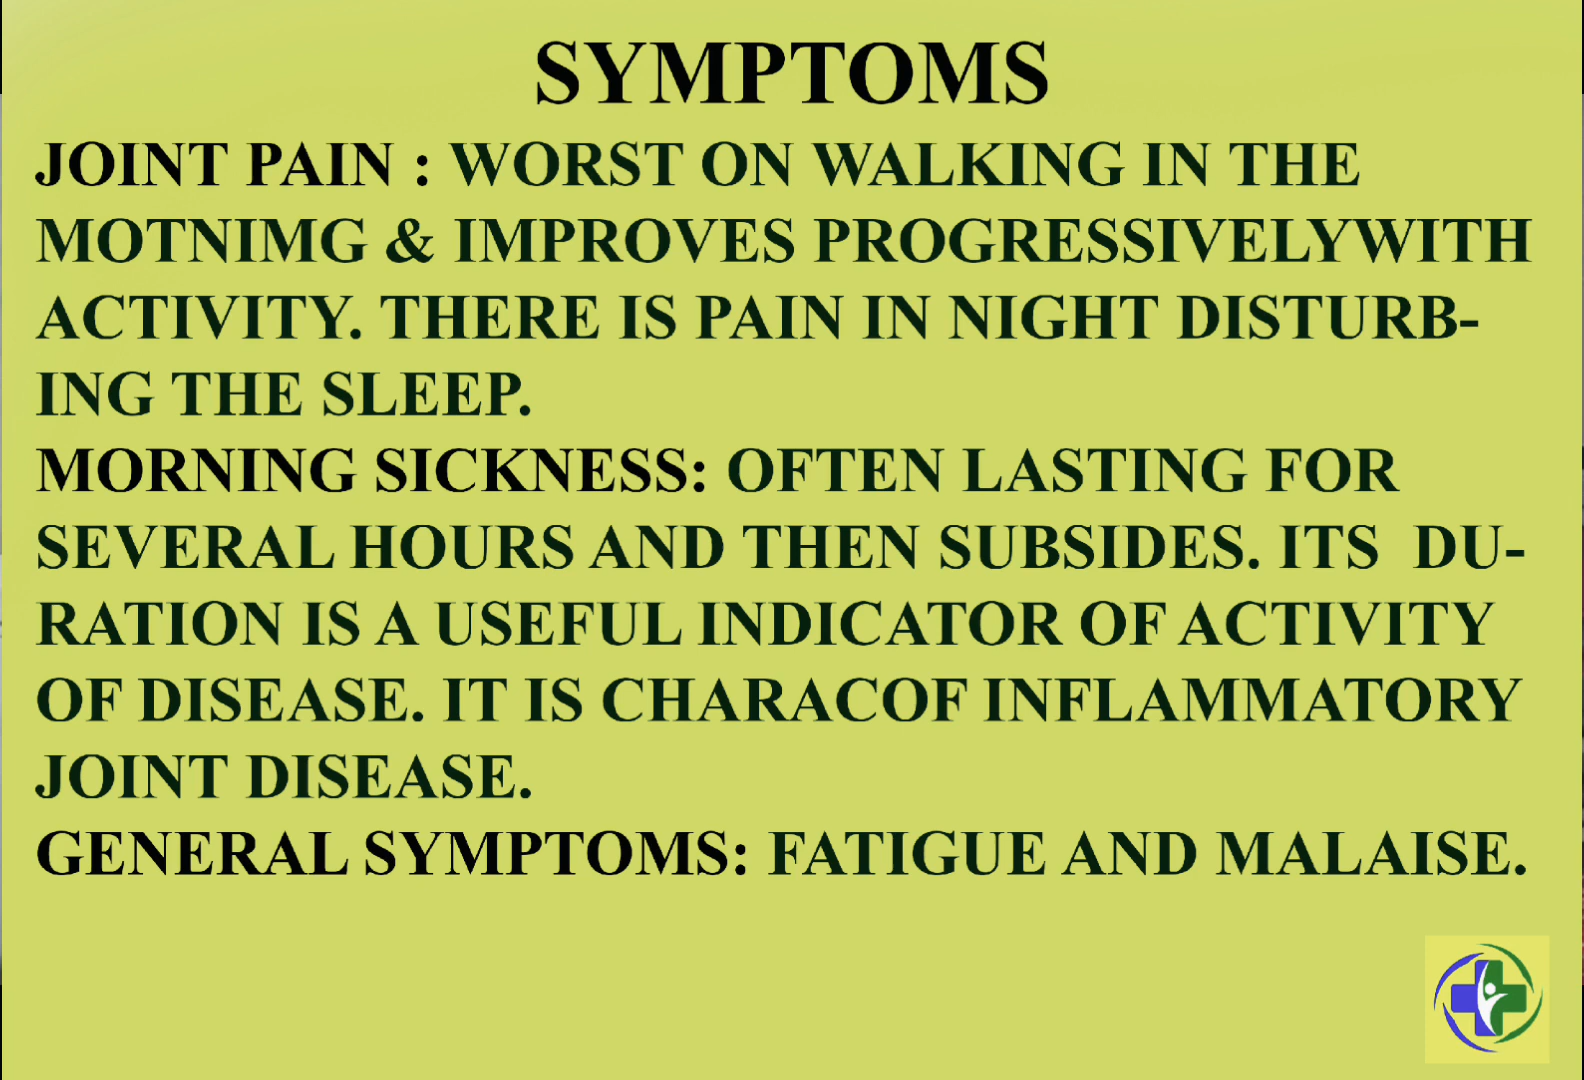 SYMPTOMS
JOINT PAIN : WORST ON WALKING IN THE
MOTNIMG & IMPROVES PROGRESSIVELYWITH
ACTIVITY. THERE IS PAIN IN NIGHT DISTURB-
ING THE SLEEP.
MORNING SICKNESS: OFTEN LASTING FOR
SEVERAL HOURS AND THEN SUBSIDES. ITS DU-
RATION IS A USEFUL INDICATOR OF ACTIVITY
OF DISEASE. IT IS CHARACOF INFLAMMATORY
JOINT DISEASE.
GENERAL SYMPTOMS: FATIGUE AND MALAISE.